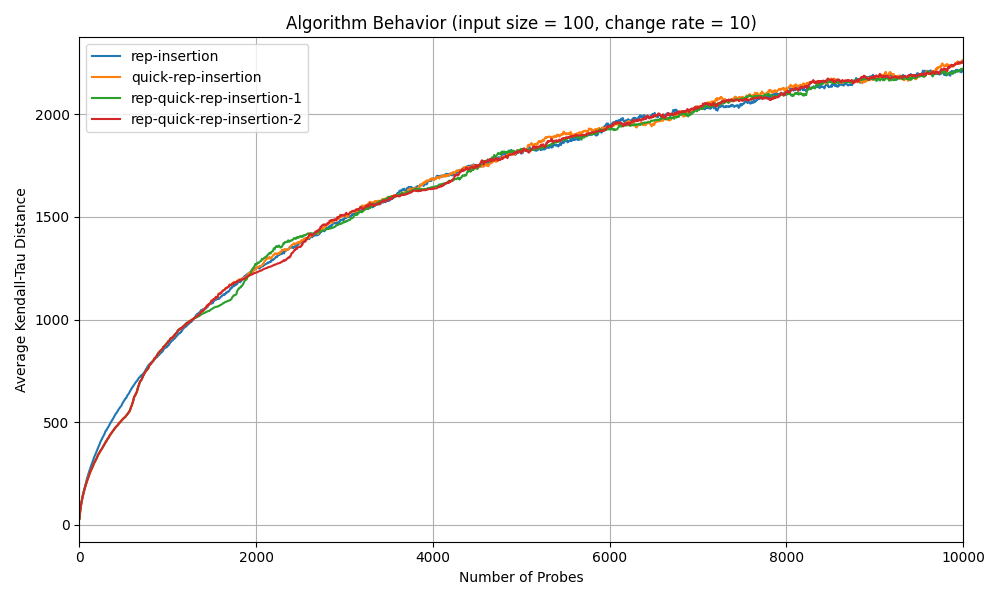 Algorithm Behavior (input size = 100, change rate = 10)
rep-insertion
quick-rep-insertion
rep-quick-rep-insertion-1
rep-quick-rep-insertion-2
Average Kendall-Tau Distance
2000
1500
1000
500
0
0 2000 4000 6000 8000 10000
Number of Probes